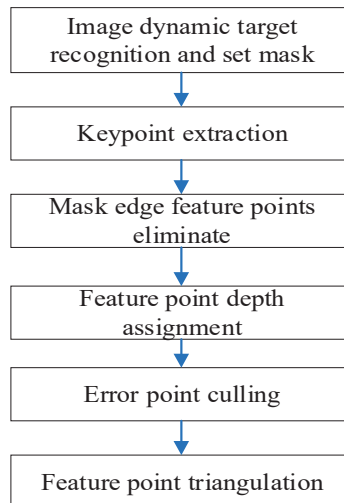 Image dynamic target
recognition and set mask
Keypoint extraction
Mask edge feature points
eliminate
Feature point depth
assignment
Error point culling
Feature point triangulation